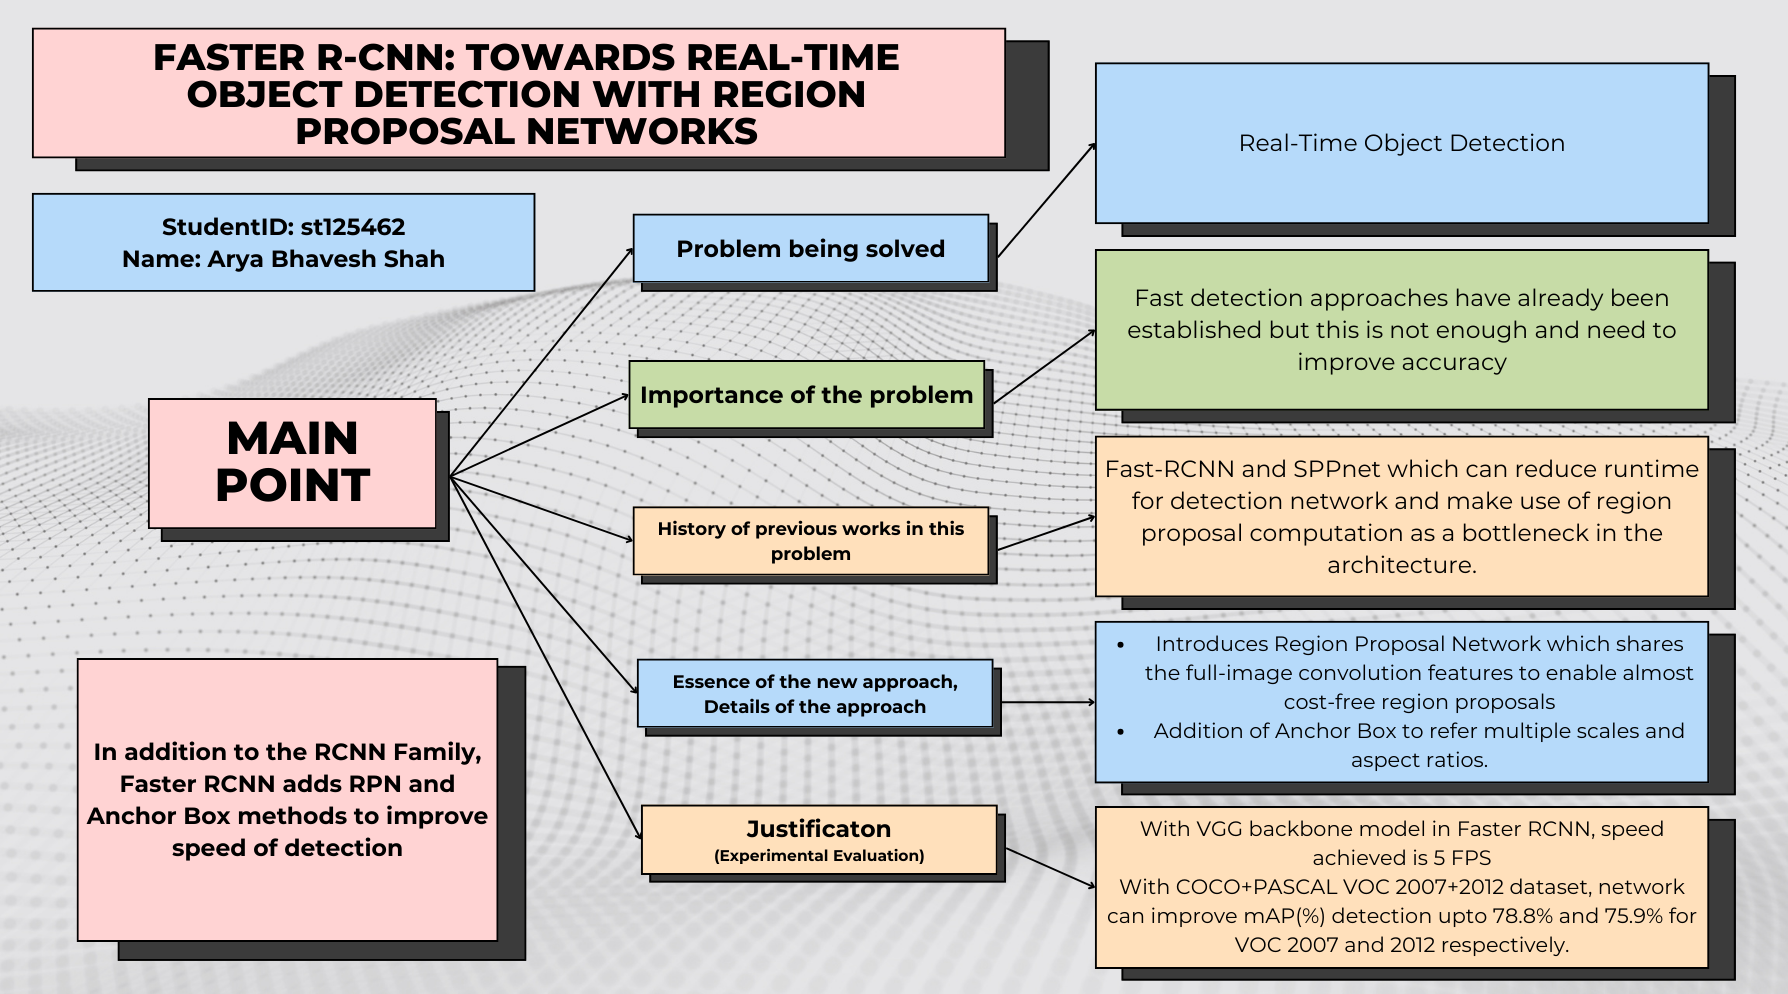 FASTER R-CNN: TOWARDS REAL-TIME
OBJECT DETECTION WITH REGION
PROPOSAL NETWORKS
StudentID: st125462
Name: Arya Bhavesh Shah
MAIN
POINT
In addition to the RCNN Family,
Faster RCNN adds RPN and
Anchor Box methods to improve
speed of detection
Problem being solved
Real-Time Object Detection
Importance of the problem
Fast detection approaches have already been
established but this is not enough and need to
improve accuracy
History of previous works in this
problem
Fast-RCNN and SPPnet which can reduce runtime
for detection network and make use of region
proposal computation as a bottleneck in the
architecture.
Essence of the new approach,
Details of the approach
• Introduces Region Proposal Network which shares
the full-image convolution features to enable almost
cost-free region proposals
• Addition of Anchor Box to refer multiple scales and
aspect ratios.
Justificaton
(Experimental Evaluation)
With VGG backbone model in Faster RCNN, speed
achieved is 5 FPS
With COCO+PASCAL VOC 2007+2012 dataset, network
can improve mAP(%) detection upto 78.8% and 75.9% for
VOC 2007 and 2012 respectively.